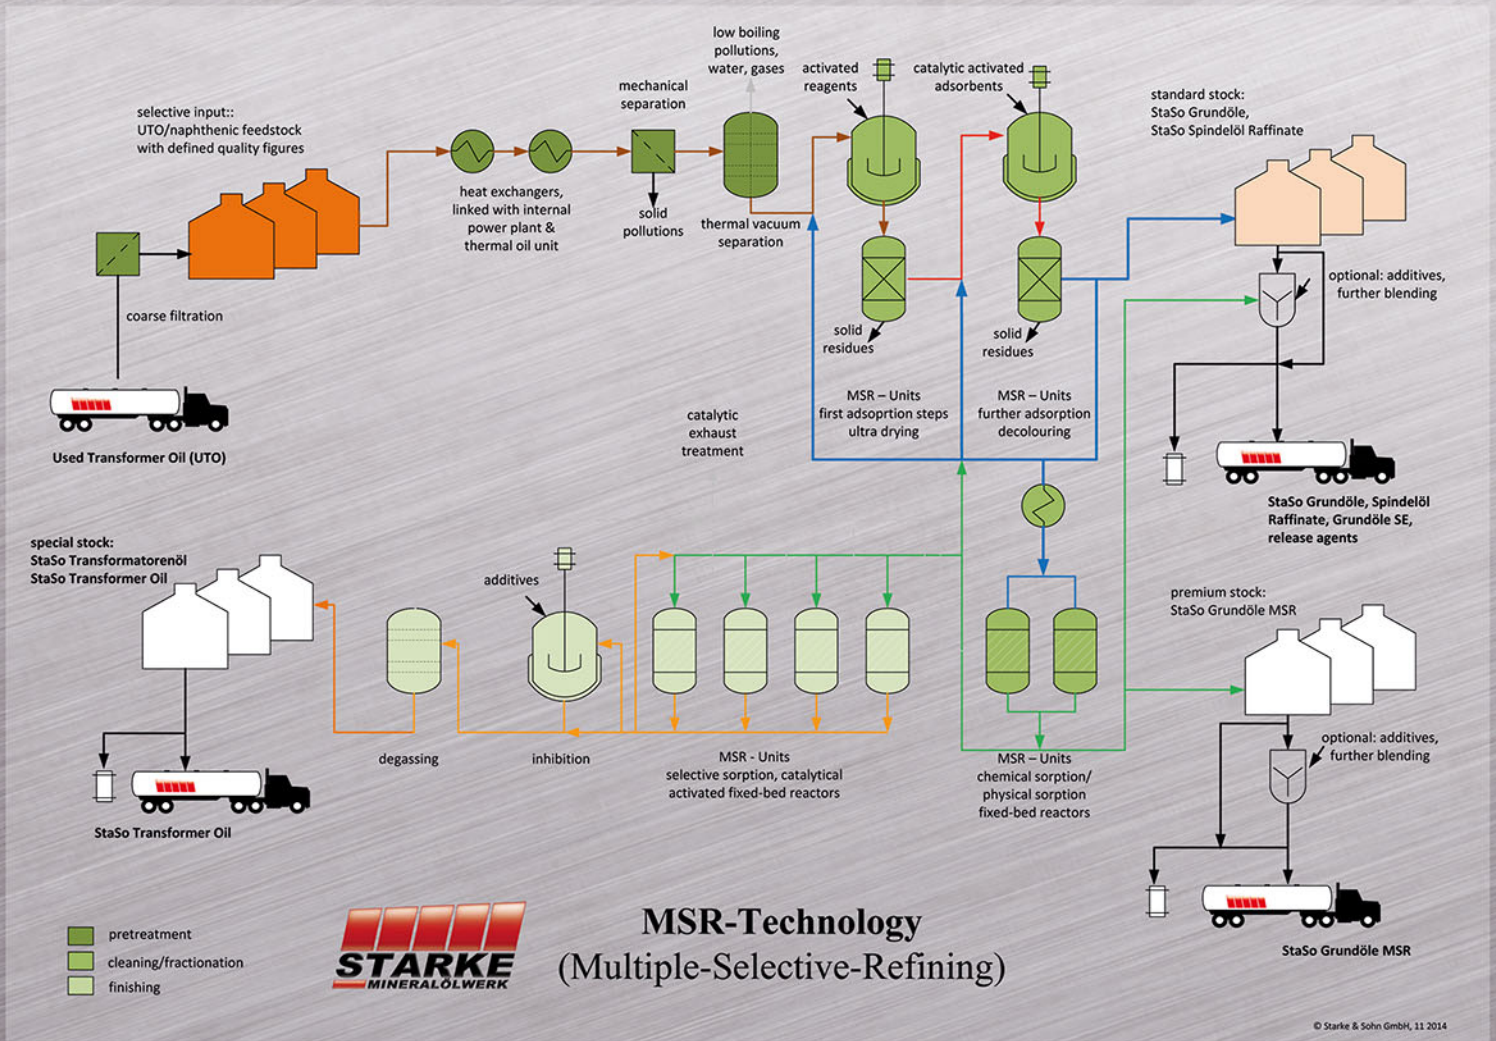 low boiling
pollutions,
water, gases
activated
reagents
catalytic activated
adsorbents
mechanical
separation
standard stock:
StaSo Grundöle,
StaSo Spindelöl Raffinate
selective input::
UTO/naphthenic feedstock
with defined quality figures
heat exchangers,
linked with internal
power plant &
thermal oil unit
solid
pollutions
thermal vacuum
separation
optional: additives,
further blending
coarse filtration
solid
residues
solid
residues
MSR – Units
first adsoprtion steps
ultra drying
MSR – Units
further adsorption
decolouring
catalytic
exhaust
treatment
Used Transformer Oil (UTO)
StaSo Grundöle, Spindelöl
Raffinate, Grundöle SE,
release agents
special stock:
StaSo Transformatorenöl
StaSo Transformer Oil
additives
premium stock:
StaSo Grundöle MSR
degassing
inhibition
MSR - Units
selective sorption, catalytical
activated fixed-bed reactors
MSR – Units
chemical sorption/
physical sorption
fixed-bed reactors
optional: additives,
further blending
StaSo Transformer Oil
StaSo Grundöle MSR
pretreatment
cleaning/fractionation
finishing
STARKE
MINERALÖLWERK
MSR-Technology
(Multiple-Selective-Refining)
© Starke & Sohn GmbH, 11 2014